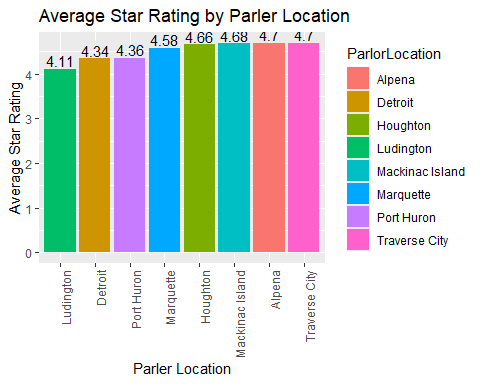 Average Star Rating by Parler Location
Average Star Rating
4
3
2
1
0
4.11
4.34
4.36
4.58
4.66
4.68
4.7
4.7
Ludington
Detroit
Port Huron
Marquette
Houghton
Mackinac Island
Alpena
Traverse City
Parler Location
ParlorLocation
Alpena
Detroit
Houghton
Ludington
Mackinac Island
Marquette
Port Huron
Traverse City